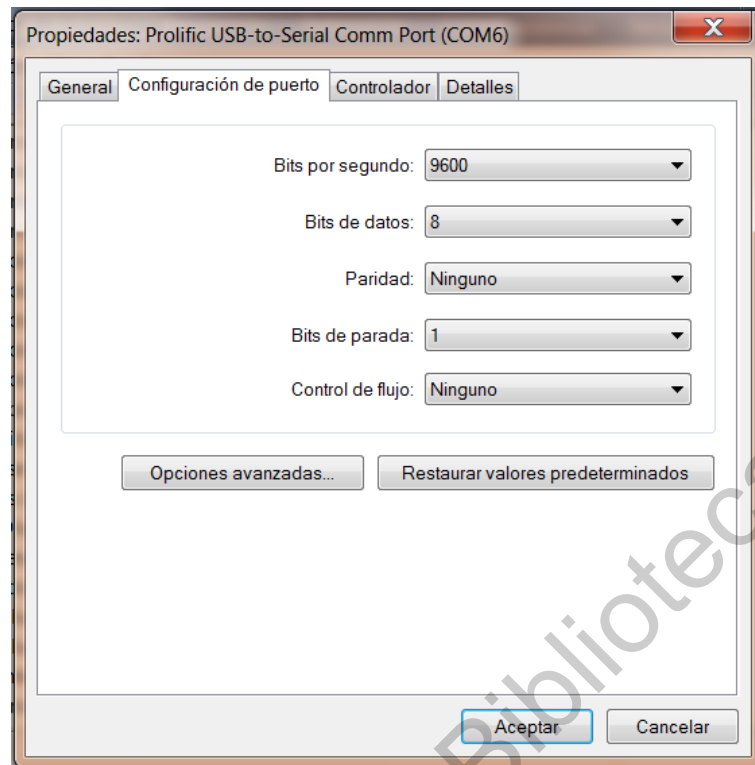 Propiedades: Prolific USB-to-Serial Comm Port (COM6)
General Configuración de puerto Controlador Detalles
Bits por segundo: 9600
Bits de datos: 8
Paridad: Ninguno
Bits de parada: 1
Control de flujo: Ninguno
Opciones avanzadas... Restaurar valores predeterminados
Aceptar Cancelar